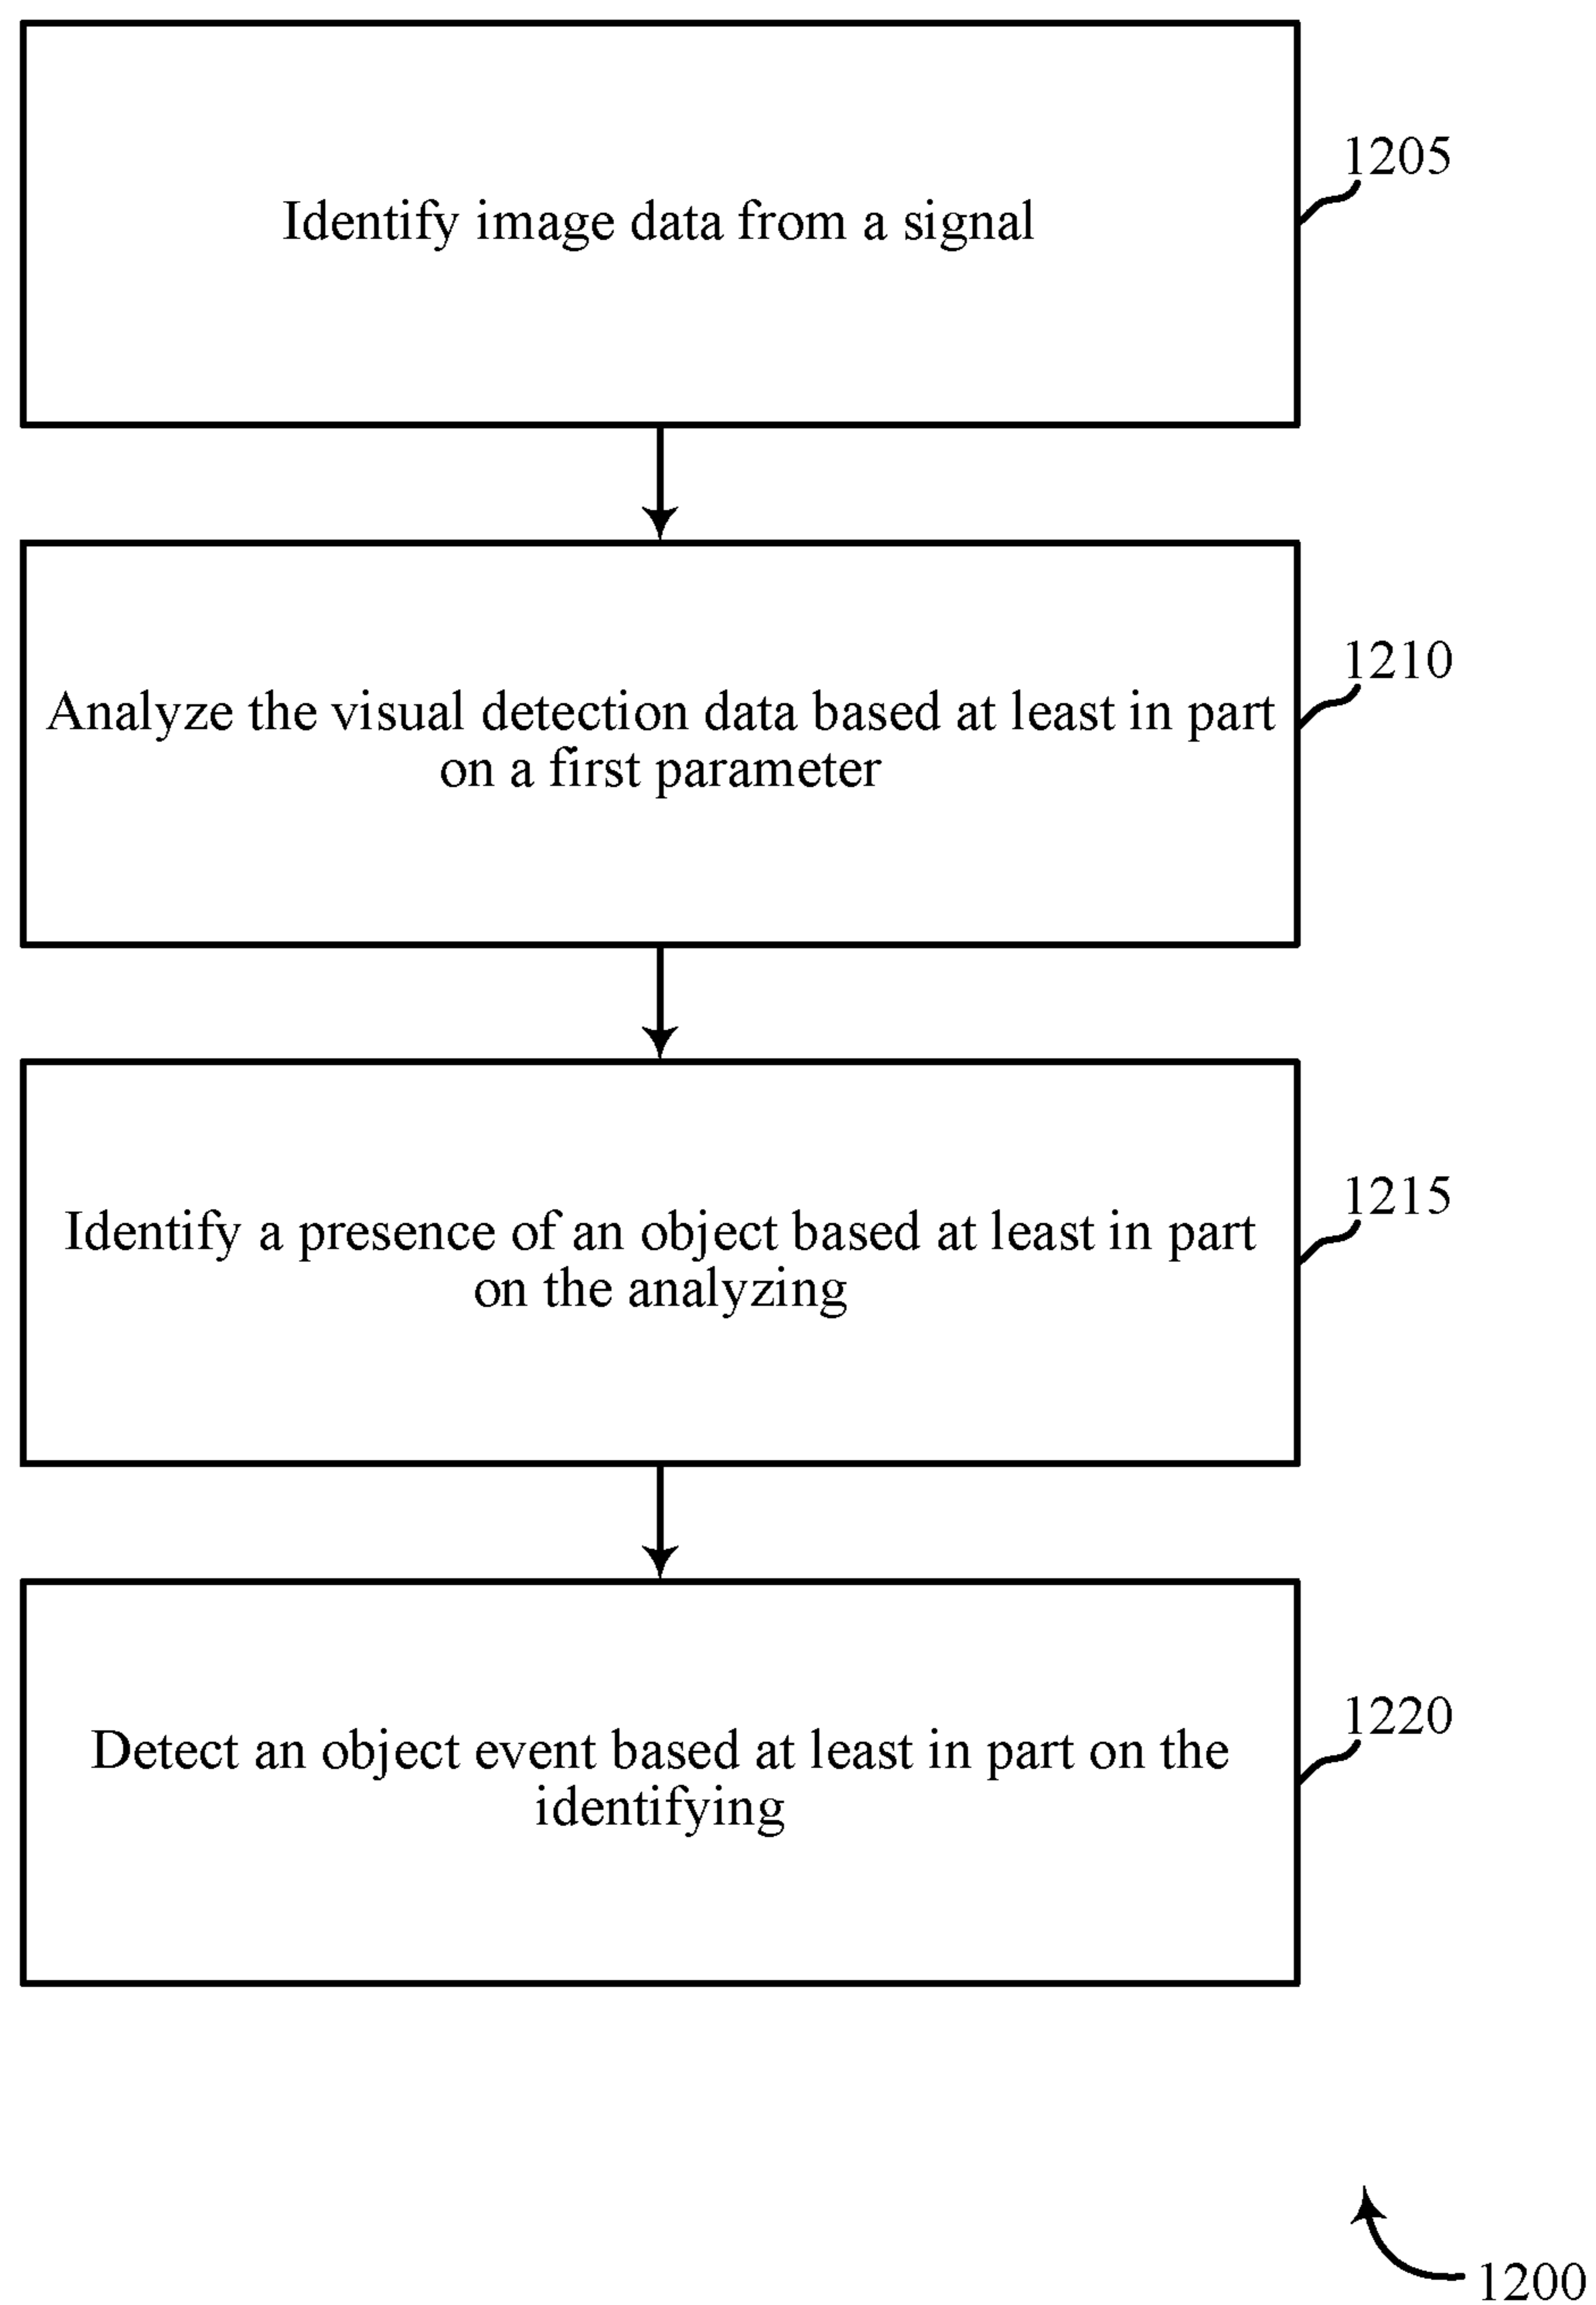 Identify image data from a signal
1205
Analyze the visual detection data based at least in part
on a first parameter
1210
Identify a presence of an object based at least in part
on the analyzing
1215
Detect an object event based at least in part on the
identifying
1220
1200